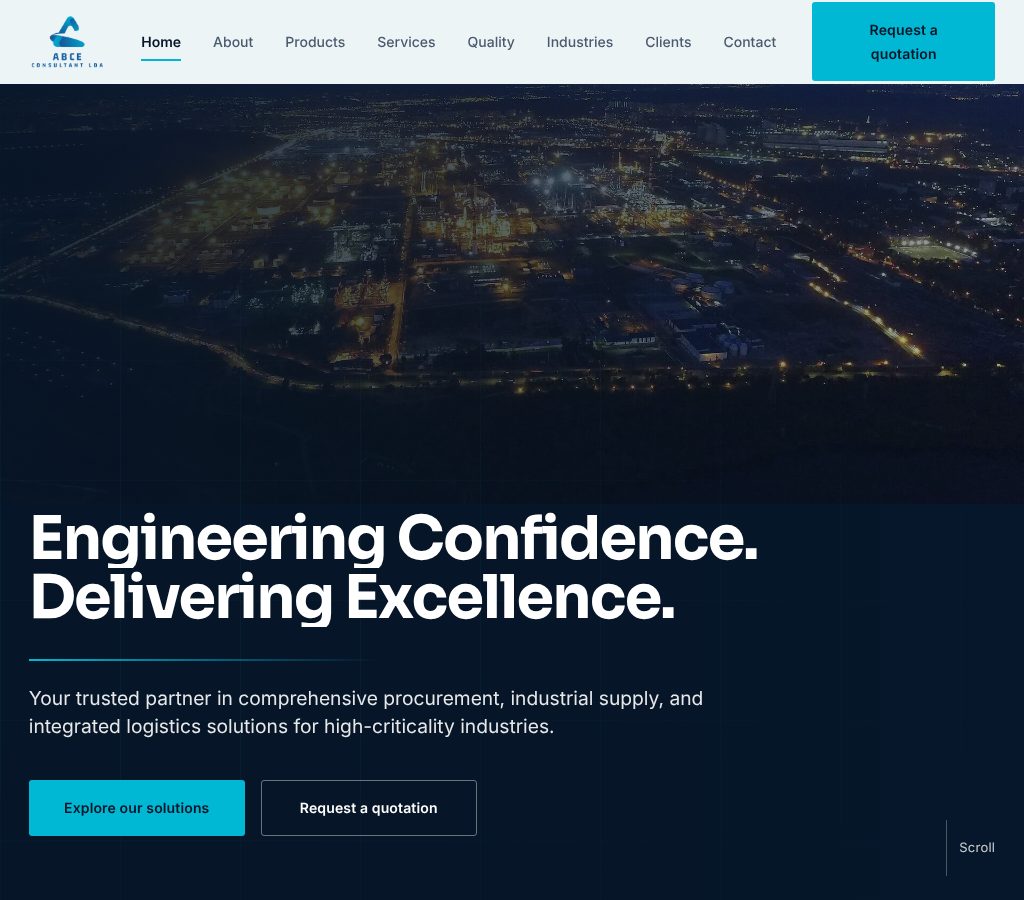 ABCE
CONSULTANT LDA
Home
About
Products
Services
Quality
Industries
Clients
Contact
Request a
quotation
Engineering Confidence.
Delivering Excellence.
Your trusted partner in comprehensive procurement, industrial supply, and
integrated logistics solutions for high-criticality industries.
Explore our solutions
Request a quotation
Scroll